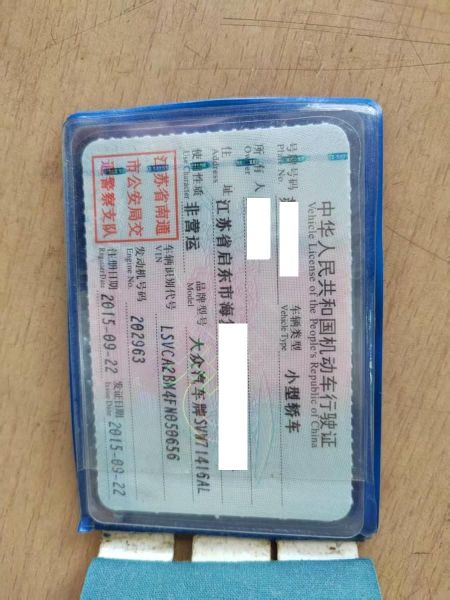 中华人民共和国机动车行驶证
Vehicle License of the People's Republic of China
号牌号码 车辆类型 小型轿车
Plate No. Vehicle Type
所有人
Owner
住 址 江苏省启东市海
Address
使用性质 非营运 品牌型号 大众汽车牌SVW71416AL
Use Character
车辆识别代号 LSVCA2BM4FN050656
VIN
发动机号码 202963
Engine No.
注册日期 2015-09-22 发证日期 2015-09-22
Register Date Issue Date
江苏省南通
市公安局交
通警察支队